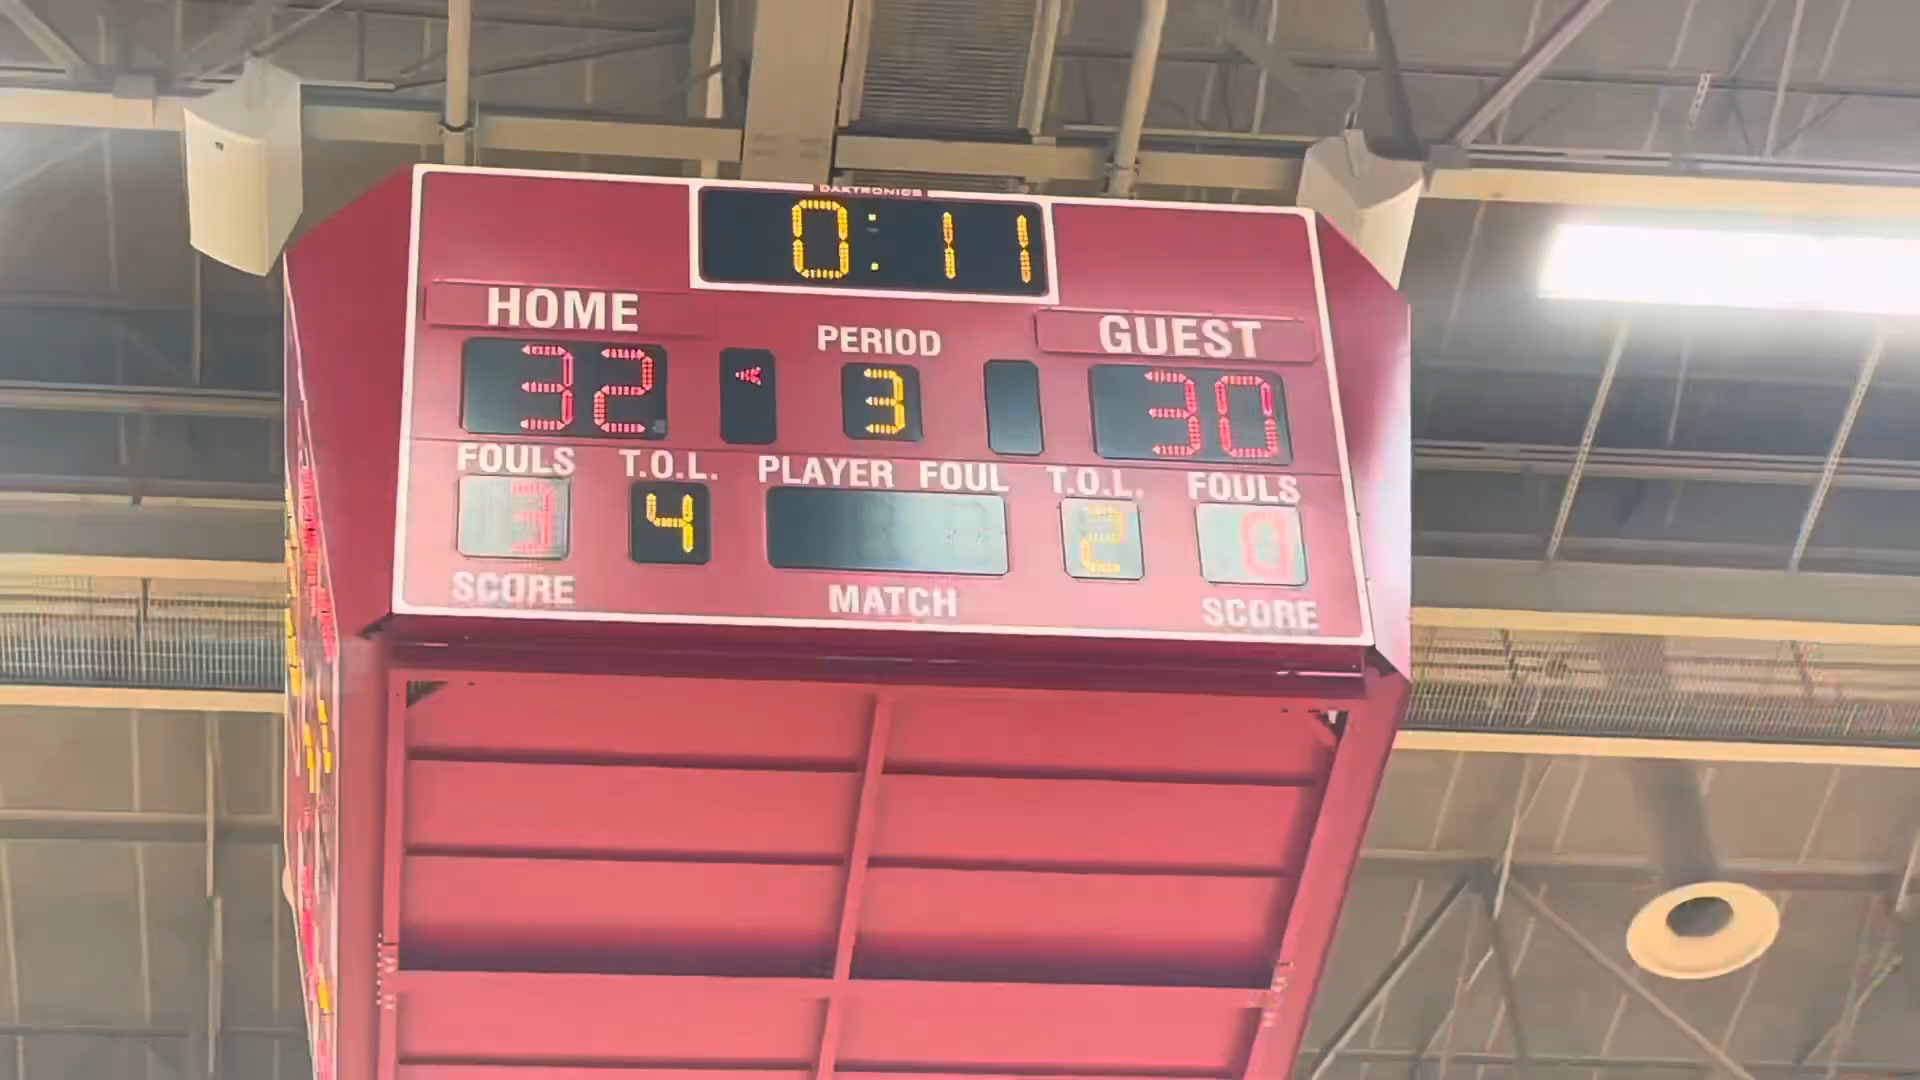 DAKTRONICS
0:11
HOME PERIOD GUEST
32 3 30
FOULS T.O.L. PLAYER FOUL T.O.L. FOULS
3 4 2 0
SCORE MATCH SCORE